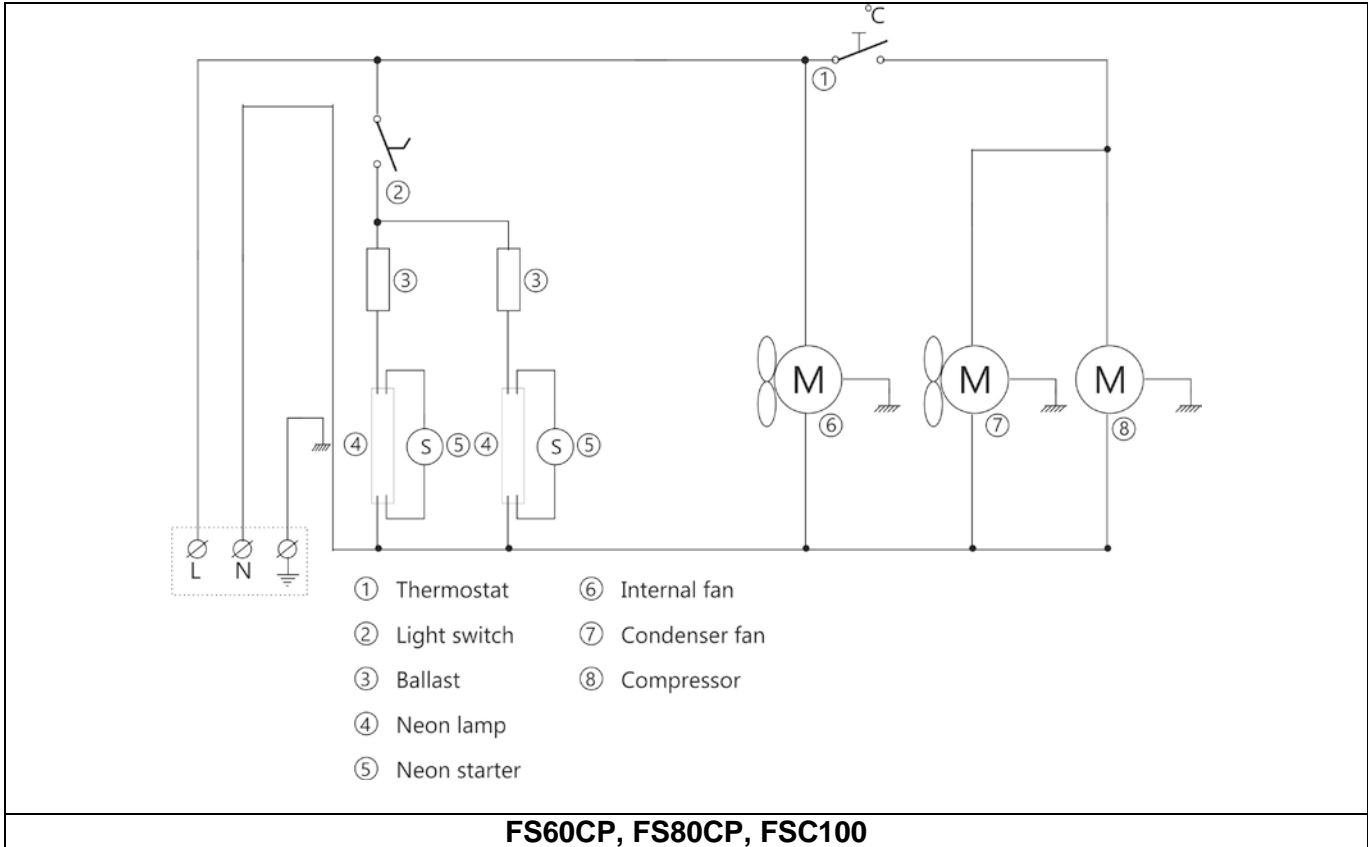 °C
①
②
③ ③
M M M
④ S ⑤ ④ S ⑤
⑥ ⑦ ⑧
L N
① Thermostat ⑥ Internal fan
② Light switch ⑦ Condenser fan
③ Ballast ⑧ Compressor
④ Neon lamp
⑤ Neon starter
FS60CP, FS80CP, FSC100